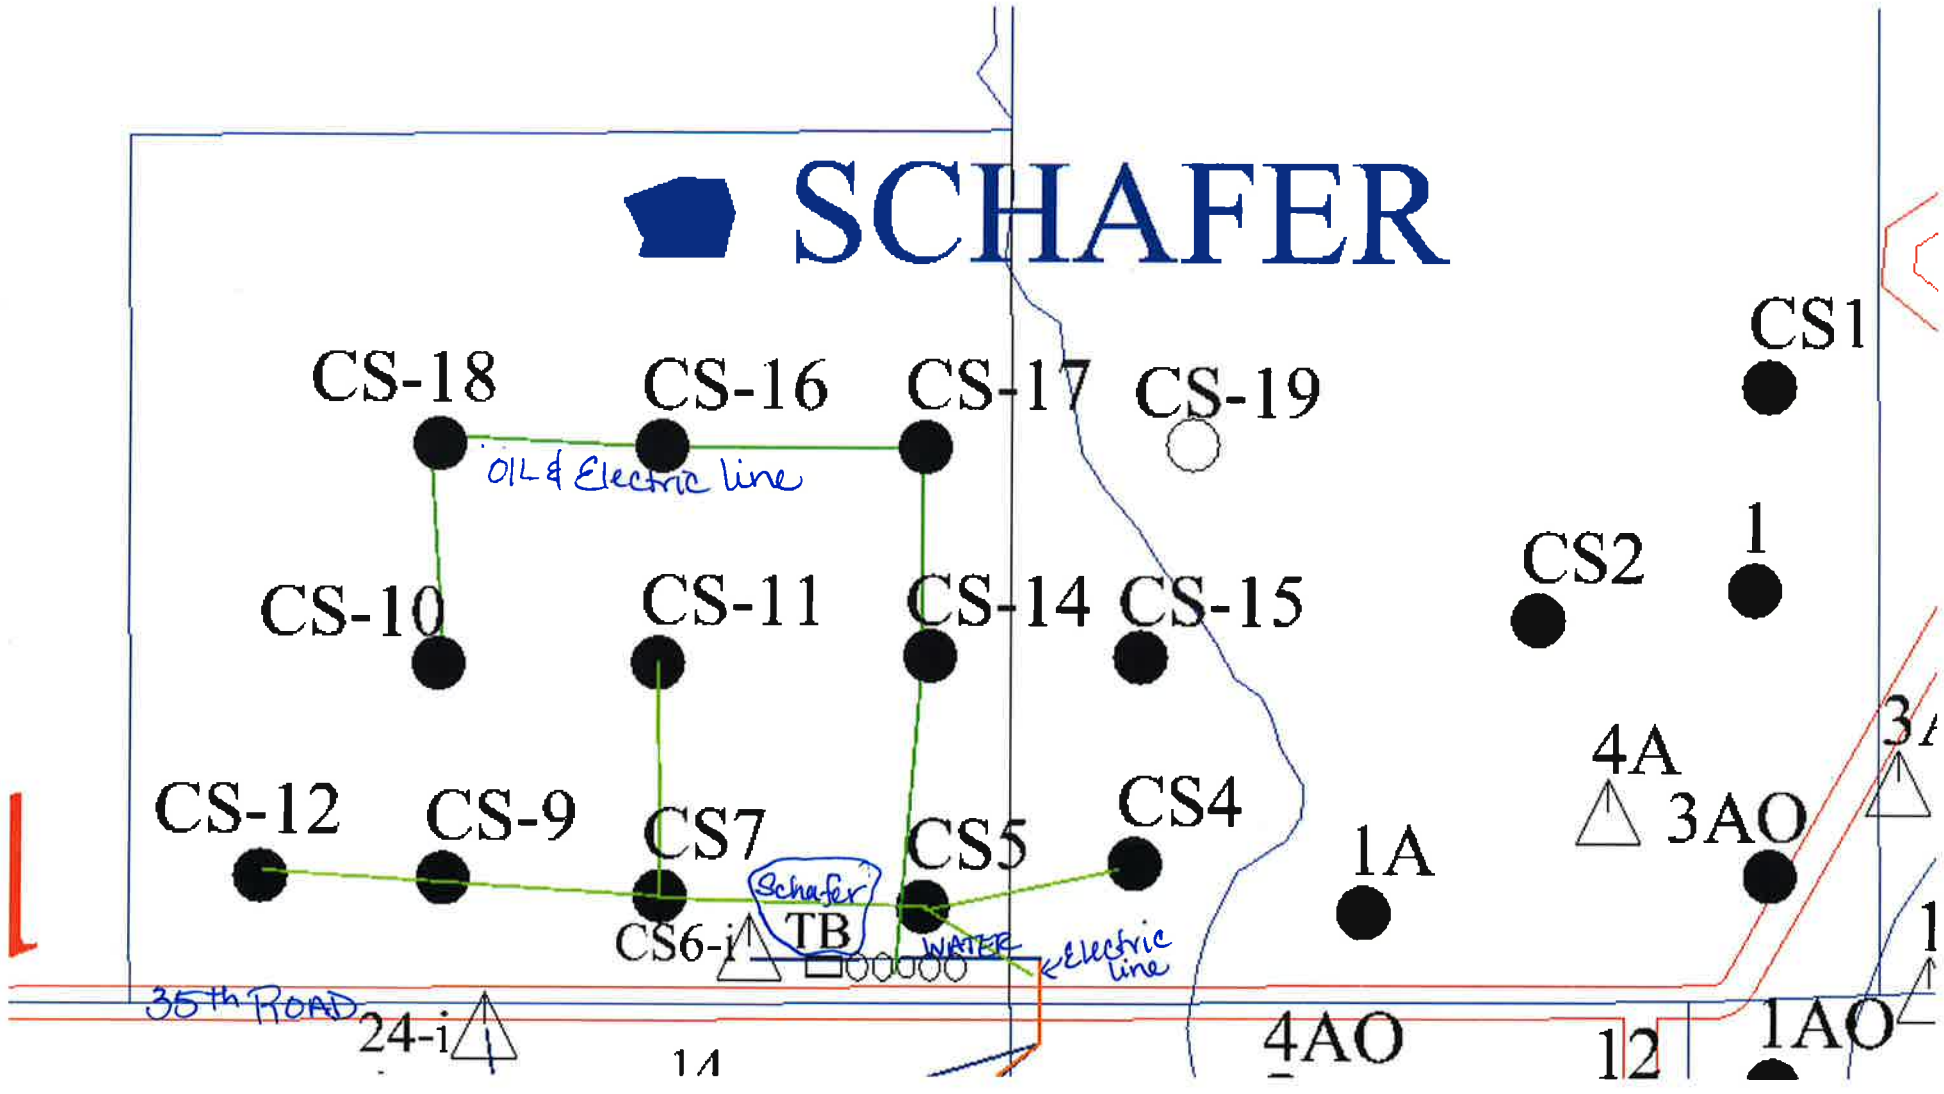 SCHAFER
CS1
CS-18
CS-16
CS-17
CS-19
OIL & Electric line
1
CS2
CS-10
CS-11
CS-14
CS-15
4A
CS-12
CS-9
CS7
CS5
CS4
3AO
1A
Schafer
TB
CS6-i
WATER
Electric
line
35th ROAD
24-i
14
4AO
12
1AO